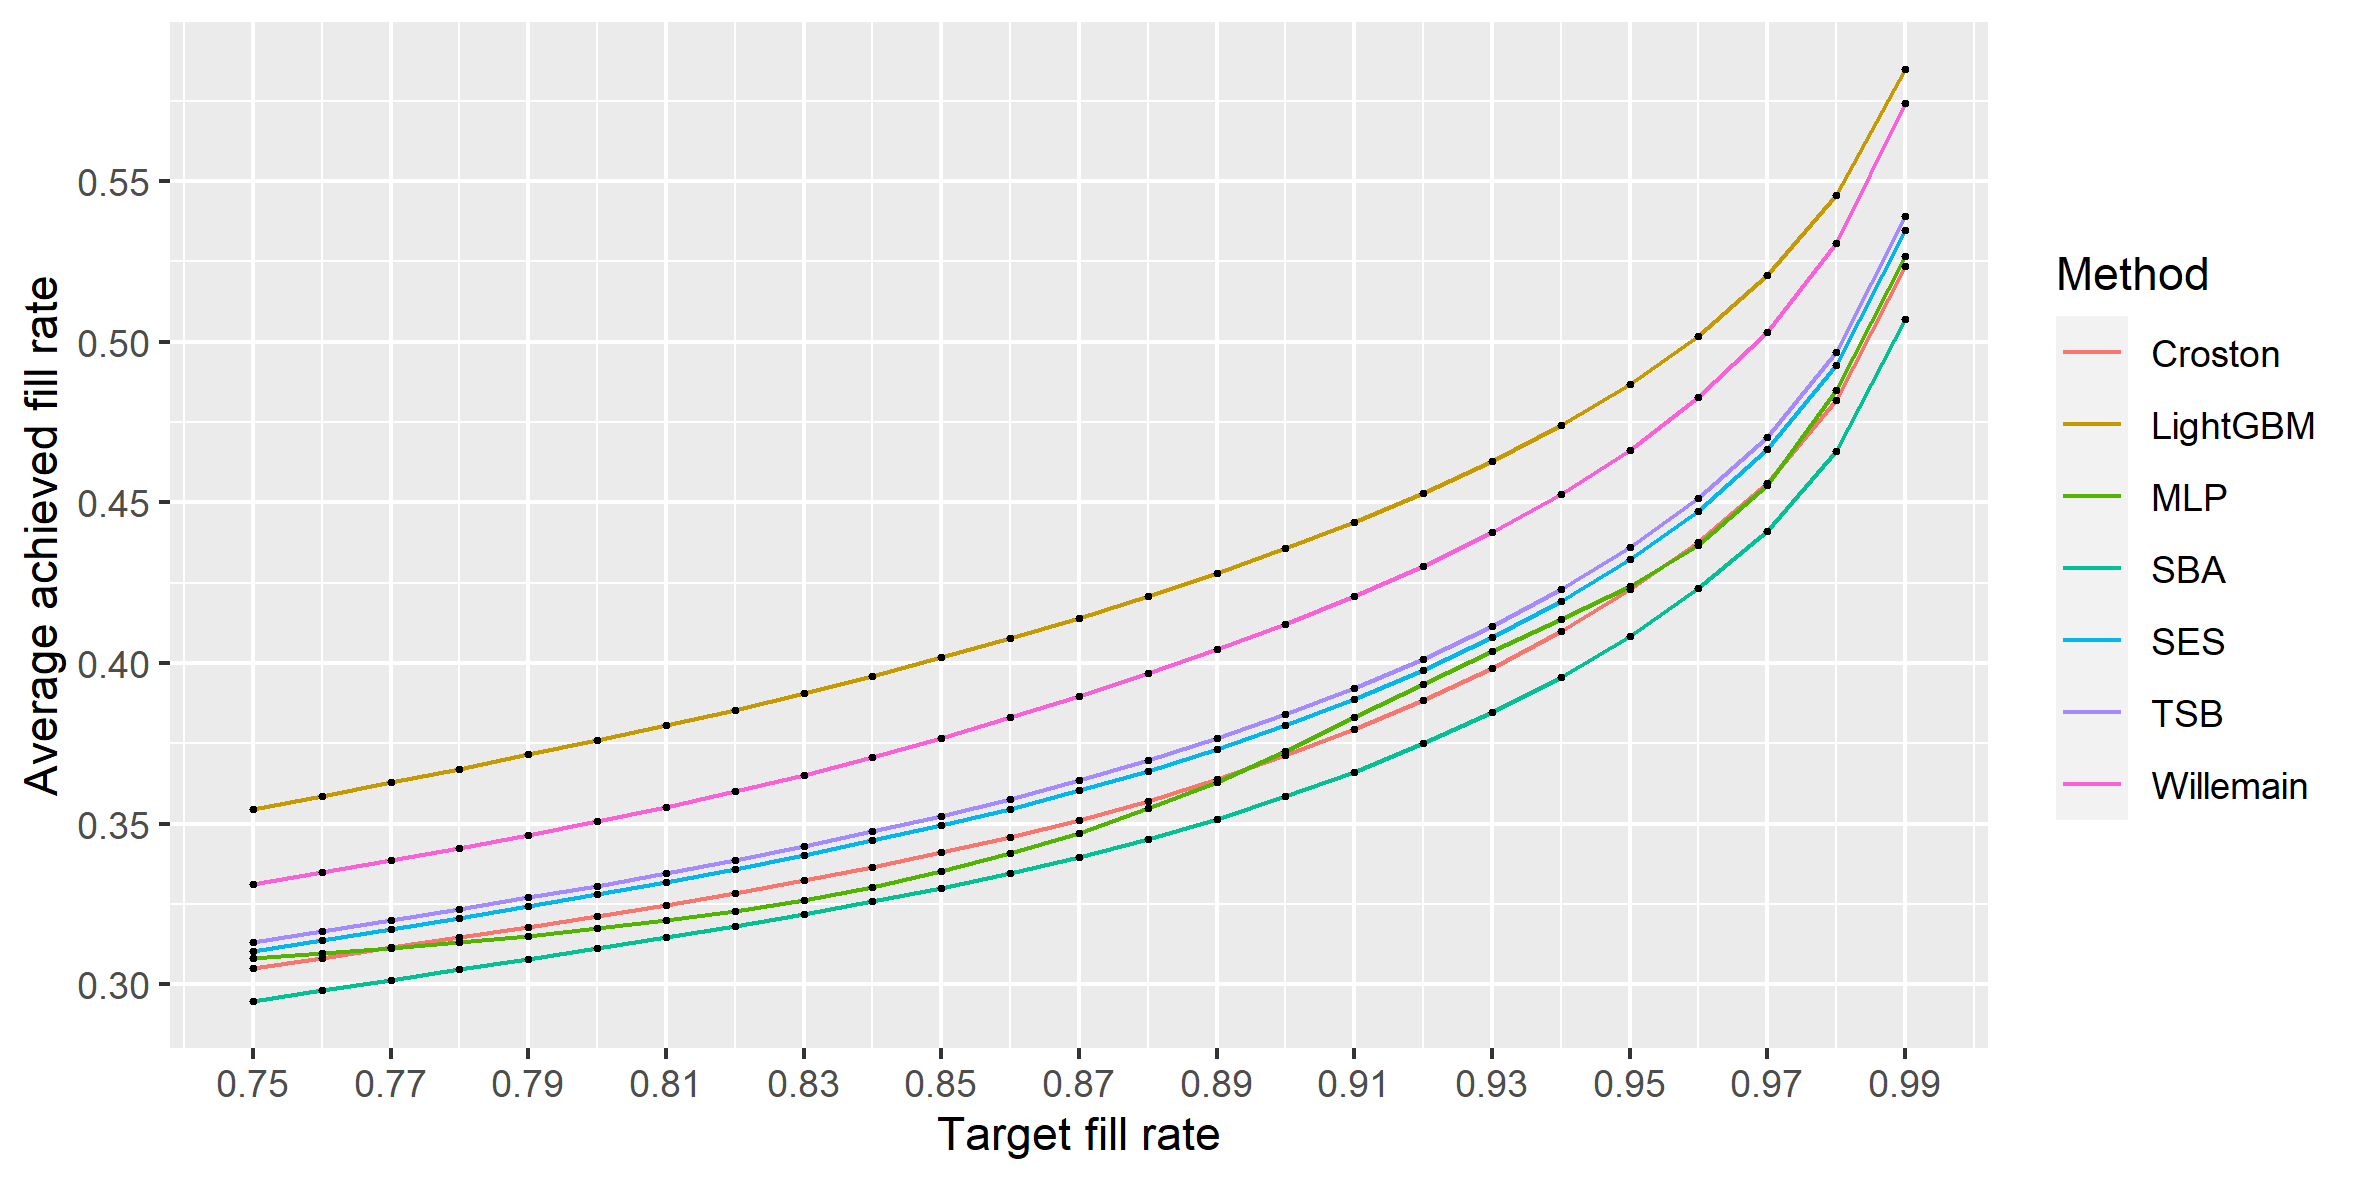 Average achieved fill rate
0.55
0.50
0.45
0.40
0.35
0.30
0.75 0.77 0.79 0.81 0.83 0.85 0.87 0.89 0.91 0.93 0.95 0.97 0.99
Target fill rate
Method
Croston
LightGBM
MLP
SBA
SES
TSB
Willemain